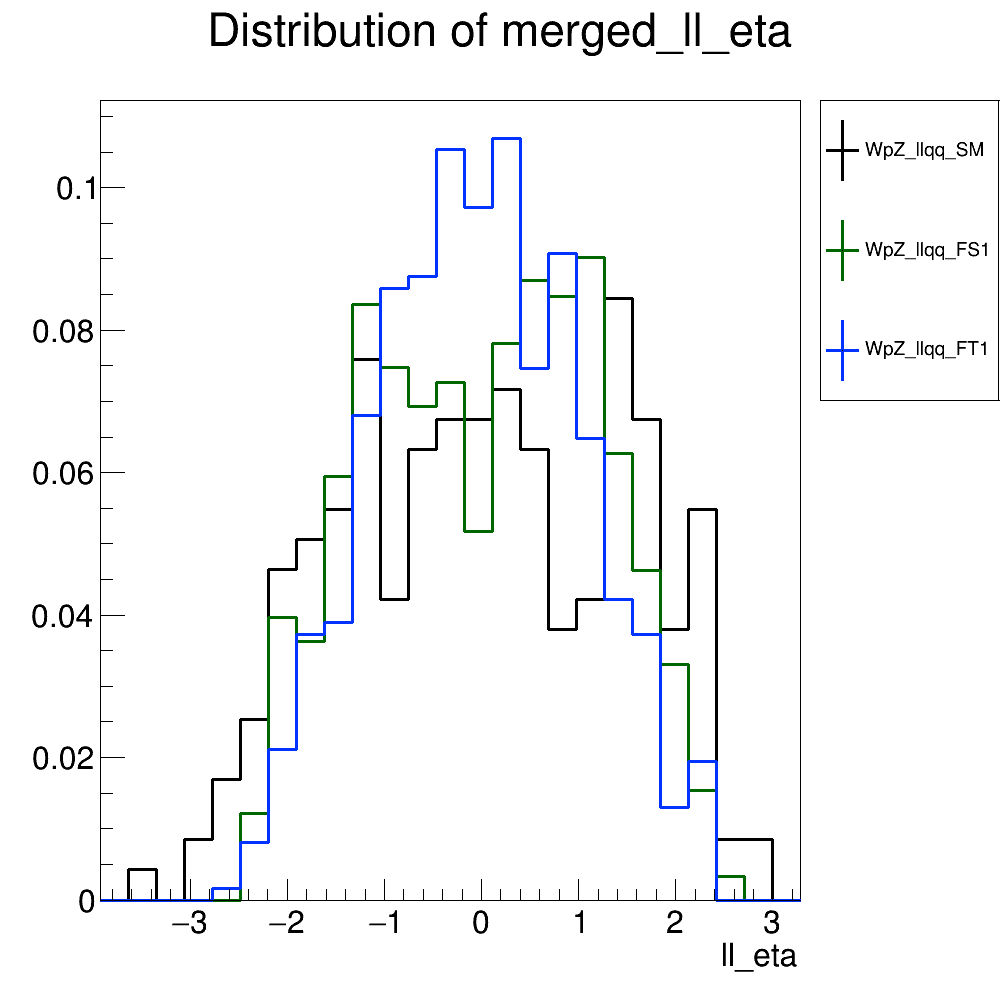 Distribution of merged_ll_eta
WpZ_llqq_SM
WpZ_llqq_FS1
WpZ_llqq_FT1
0.1
0.08
0.06
0.04
0.02
0
−3 −2 −1 0 1 2 3
ll_eta